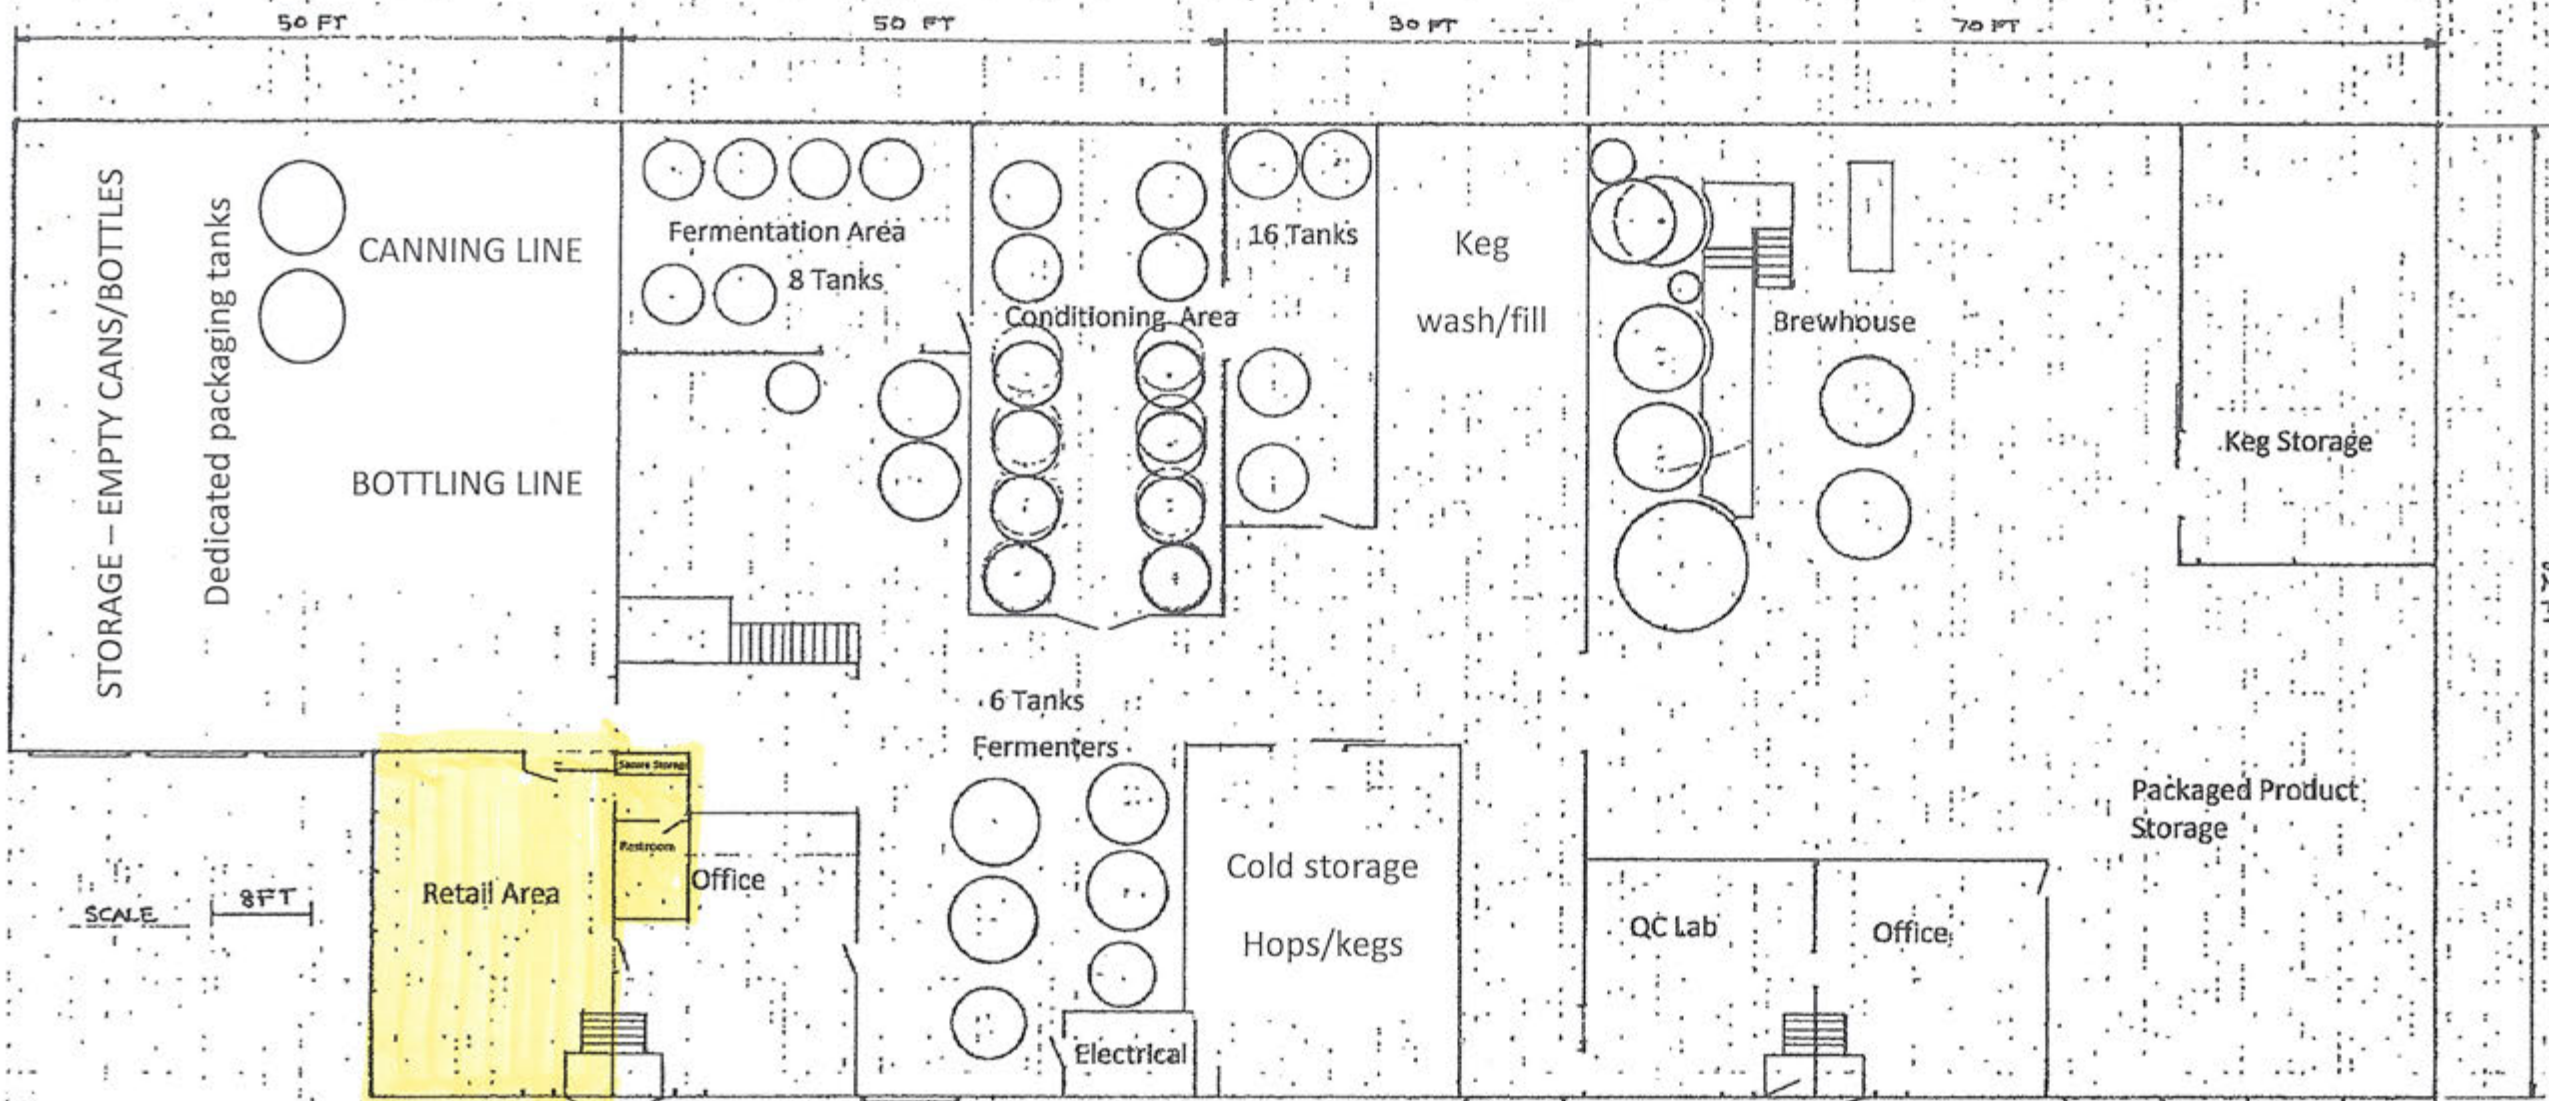 50 FT
50 FT
30 FT
70 FT
STORAGE – EMPTY CANS/BOTTLES
Dedicated packaging tanks
CANNING LINE
BOTTLING LINE
Fermentation Area
8 Tanks
Conditioning Area
16 Tanks
Keg
wash/fill
Brewhouse
Keg Storage
6 Tanks
Fermenters
Secure Storage
Restroom
Retail Area
Office
SCALE
8FT
Cold storage
Hops/kegs
Electrical
QC Lab
Office
Packaged Product
Storage